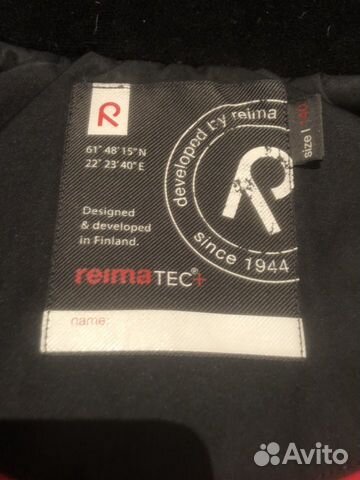 R
61° 48' 15" N
22° 23' 40" E
Designed
& developed
in Finland.
reimaTEC®+
name:
developed by reima
R
since 1944
size |
Avito